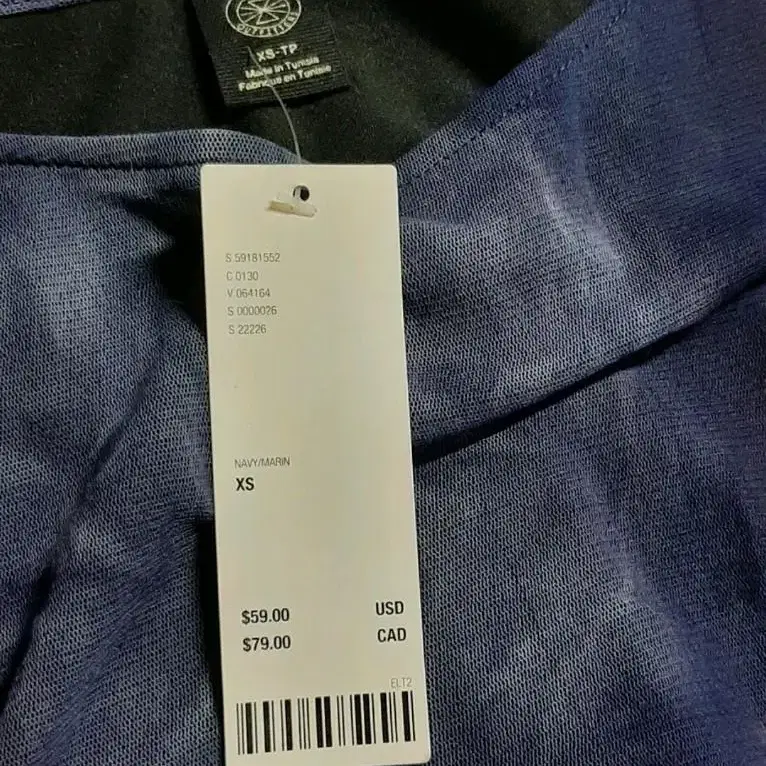 OUTFITTERS
XS-TP
Made in Tunisia
Fabriqué en Tunisie
S 59181552
C 0130
V 064164
S 0000026
S 22226
NAVY/MARIN
XS
$59.00 USD
$79.00 CAD
ELT2